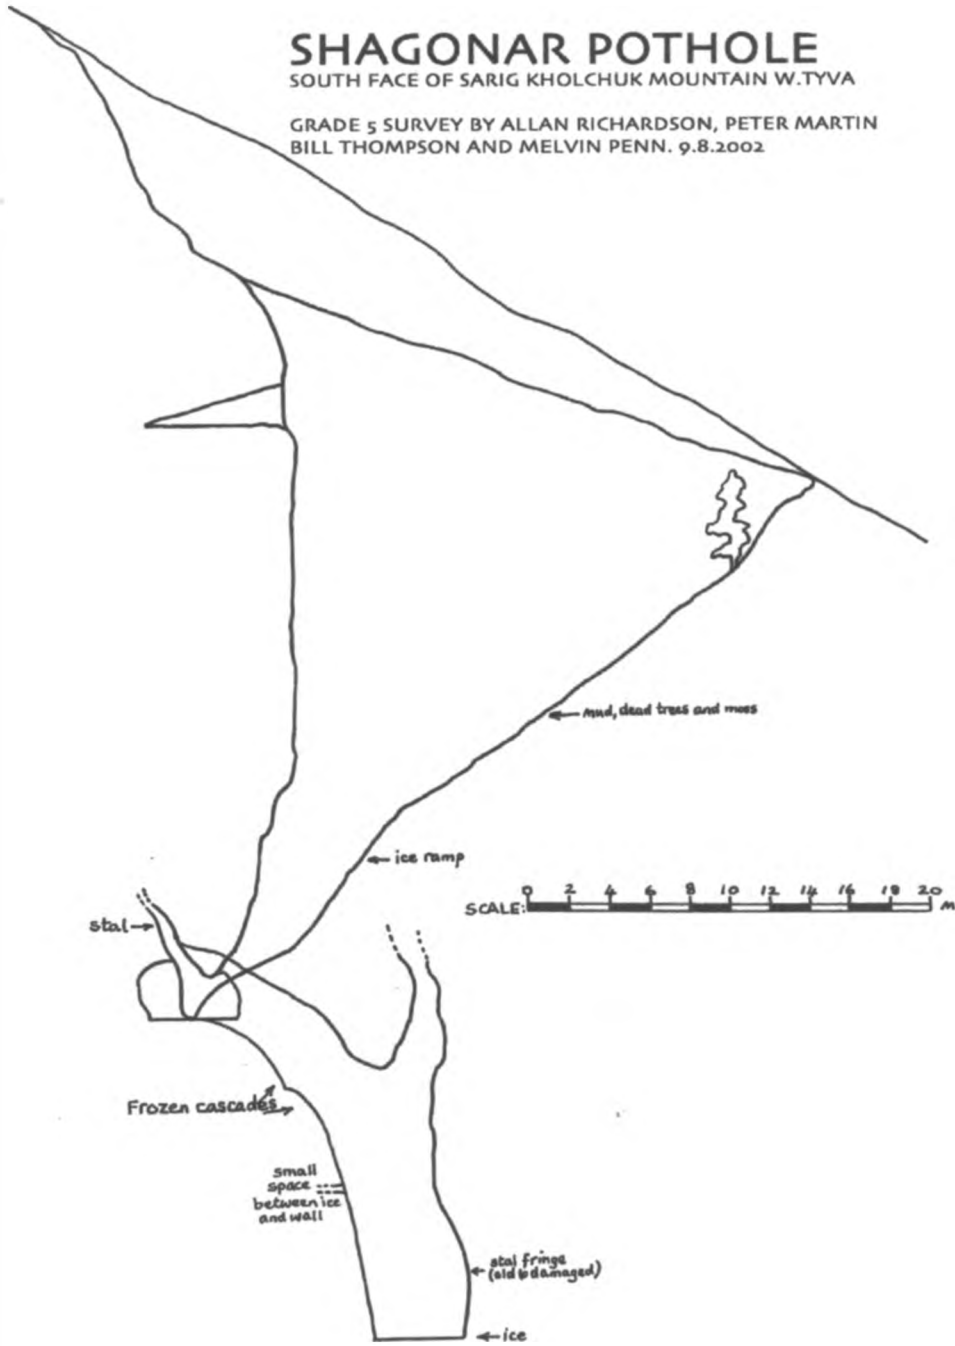 SHAGONAR POTHOLE
SOUTH FACE OF SARIG KHOLCHUK MOUNTAIN W.TYVA
GRADE 5 SURVEY BY ALLAN RICHARDSON, PETER MARTIN
BILL THOMPSON AND MELVIN PENN. 9.8.2002
mud, dead trees and moss
ice ramp
0 2 4 6 8 10 12 14 16 18 20
SCALE: M
stal
Frozen cascades
small
space
between ice
and wall
stal fringe
(old & damaged)
ice